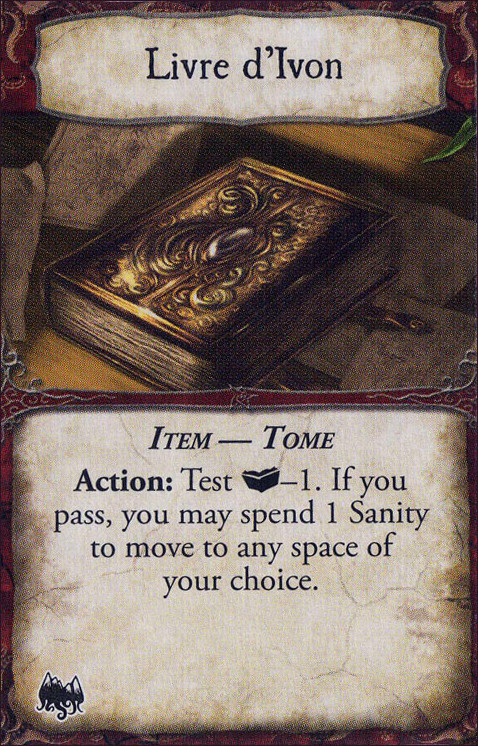 Livre d'Ivon
ITEM — TOME
Action: Test –1. If you
pass, you may spend 1 Sanity
to move to any space of
your choice.